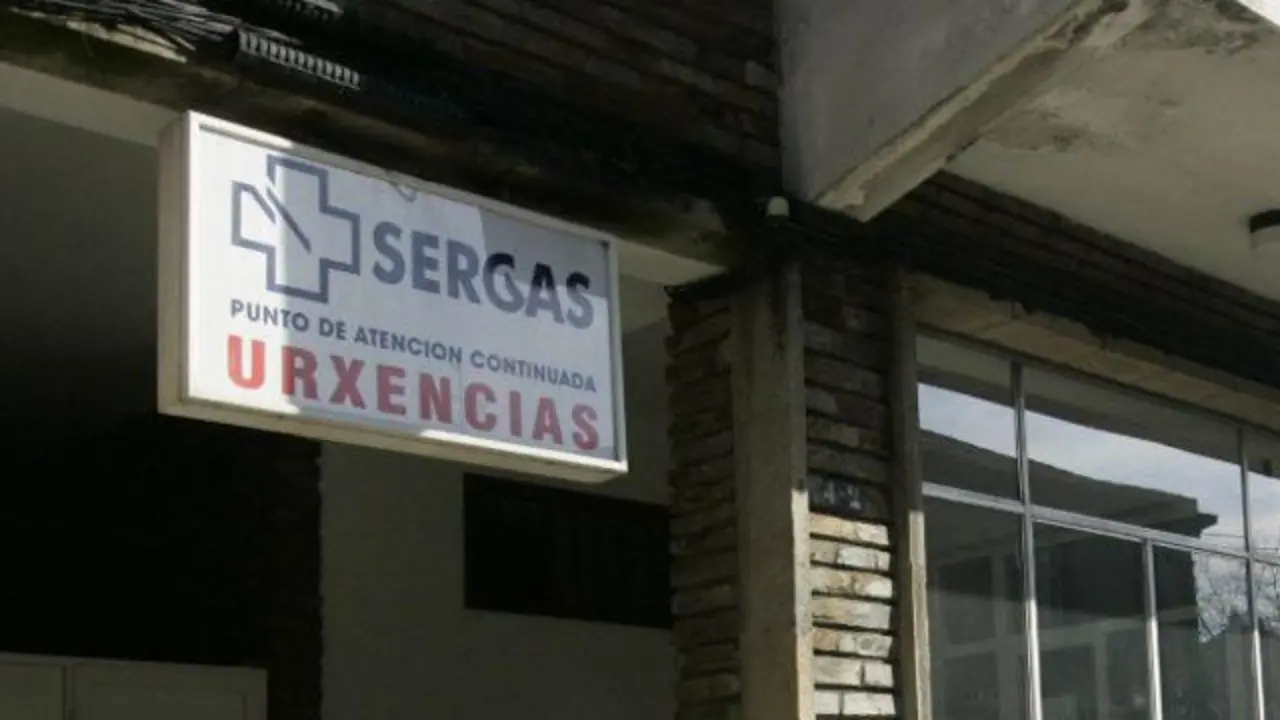 SERGAS
PUNTO DE ATENCION CONTINUADA
URXENCIAS